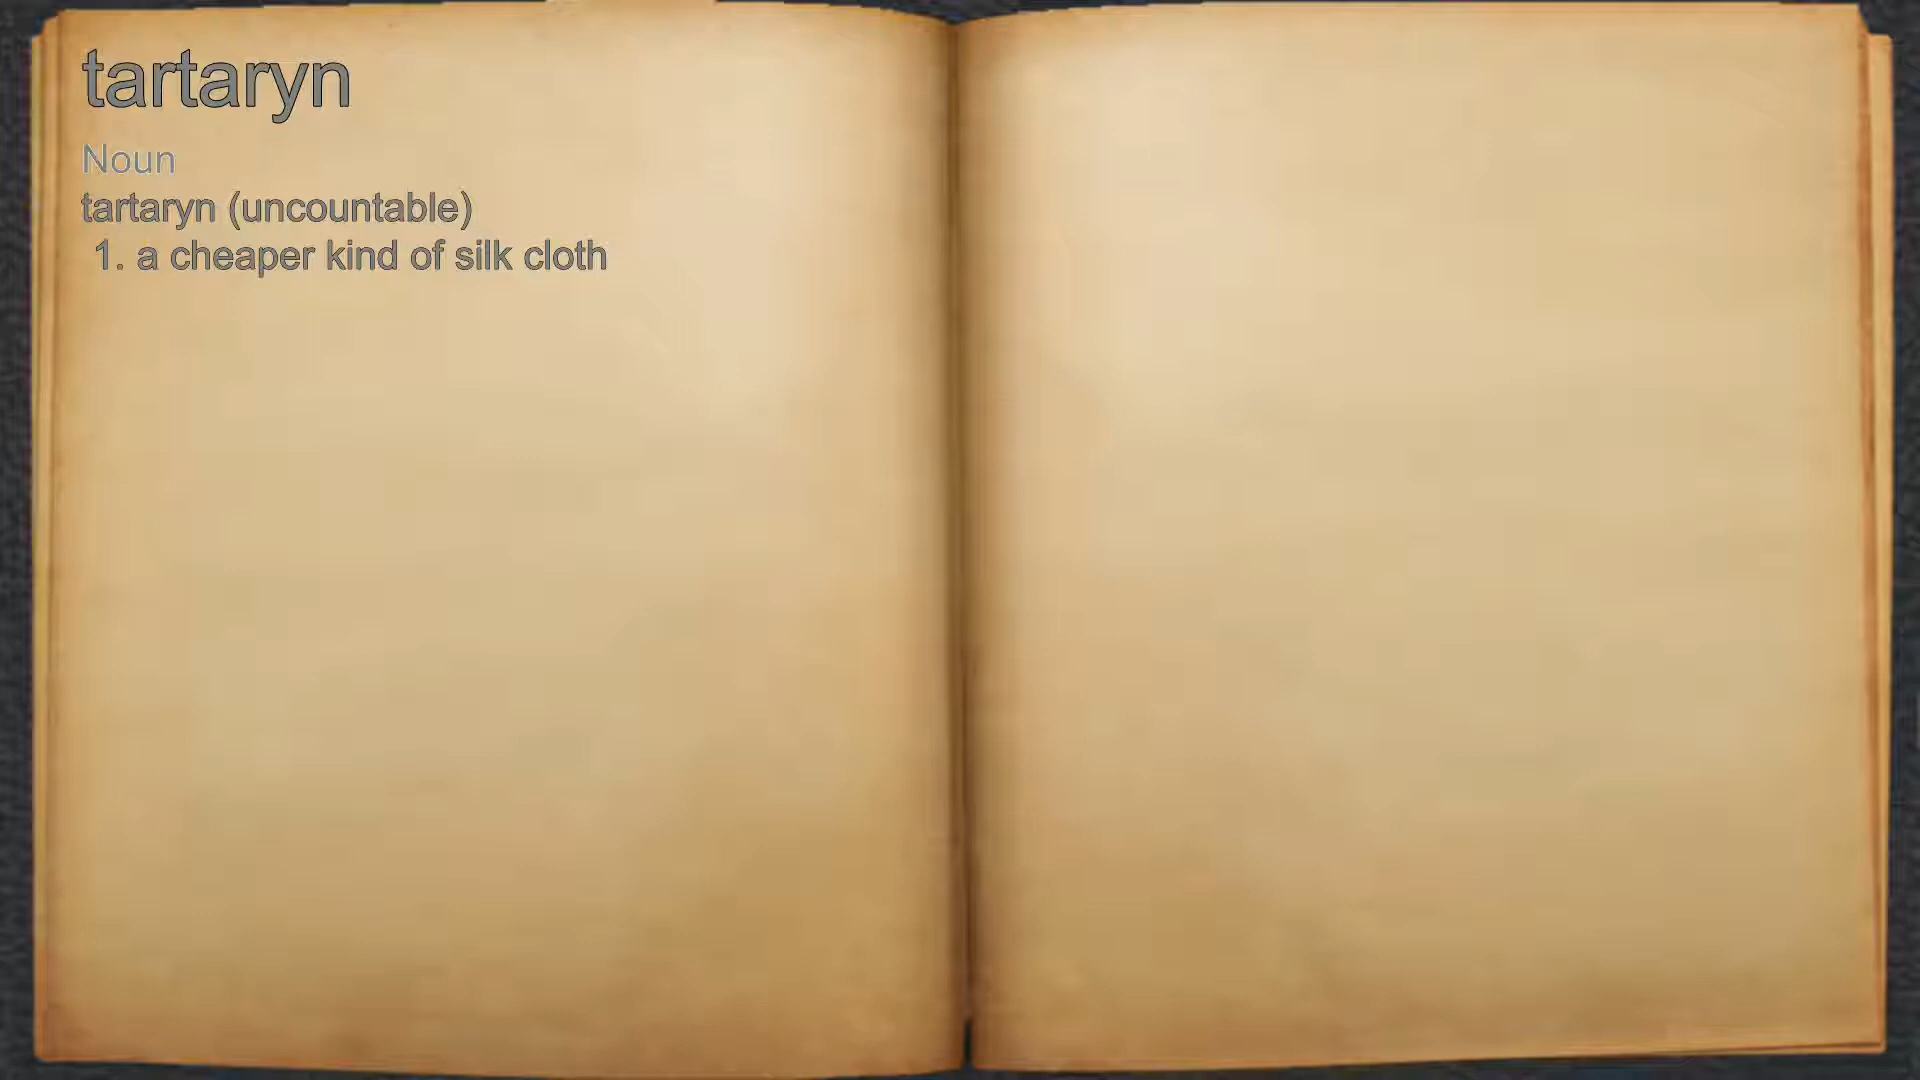 tartaryn
Noun
tartaryn (uncountable)
1. a cheaper kind of silk cloth